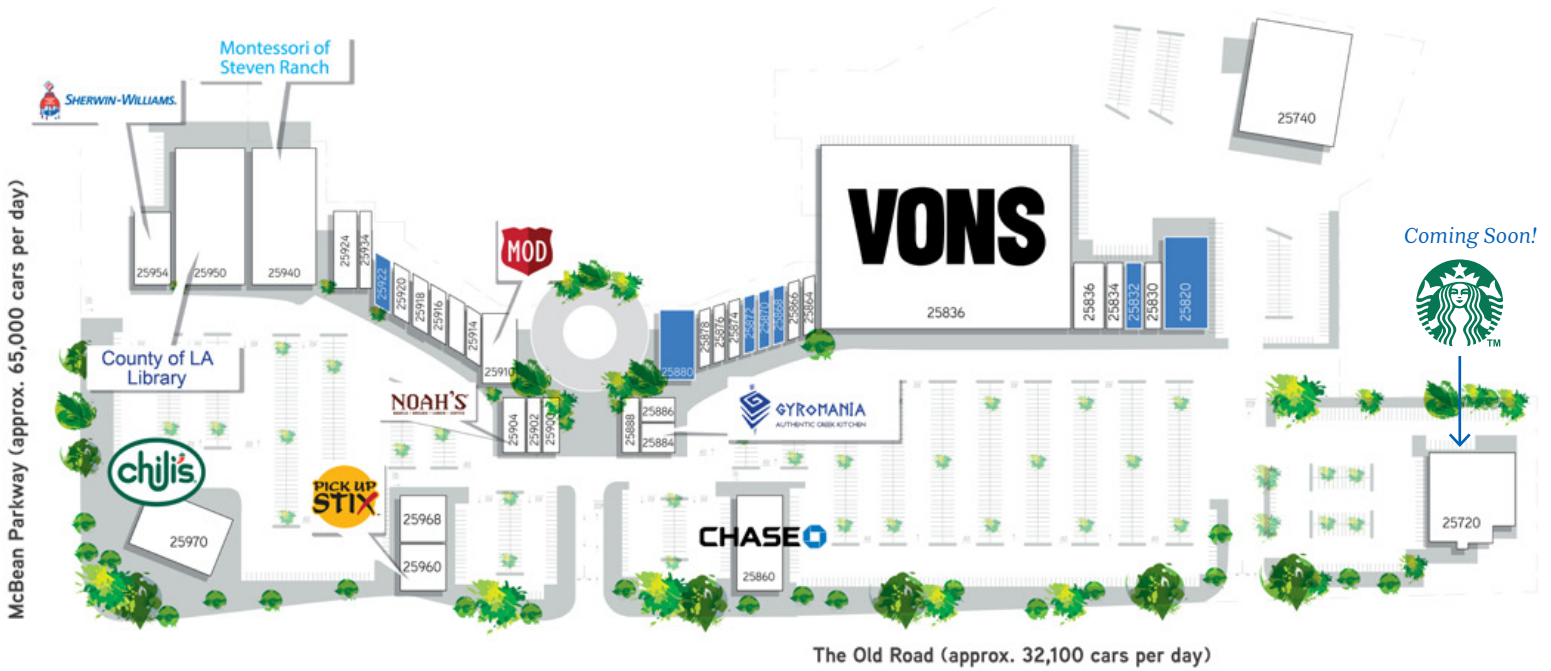 Montessori of
Steven Ranch
SHERWIN-WILLIAMS.
25740
McBean Parkway (approx. 65,000 cars per day)
MOD
VONS
Coming Soon!
TM
25954
25950
25940
25924
25934
25922
25920
25918
25916
25914
25910
25880
25878
25876
25874
25872
25870
25868
25866
25864
25836
25836
25834
25832
25830
25820
County of LA
Library
NOAH'S
25904
25902
25900
25888
25886
25884
GYROMANIA
AUTHENTIC GREEK KITCHEN
chili's
PICK UP
STIX
25970
25968
25960
CHASE
25860
25720
The Old Road (approx. 32,100 cars per day)